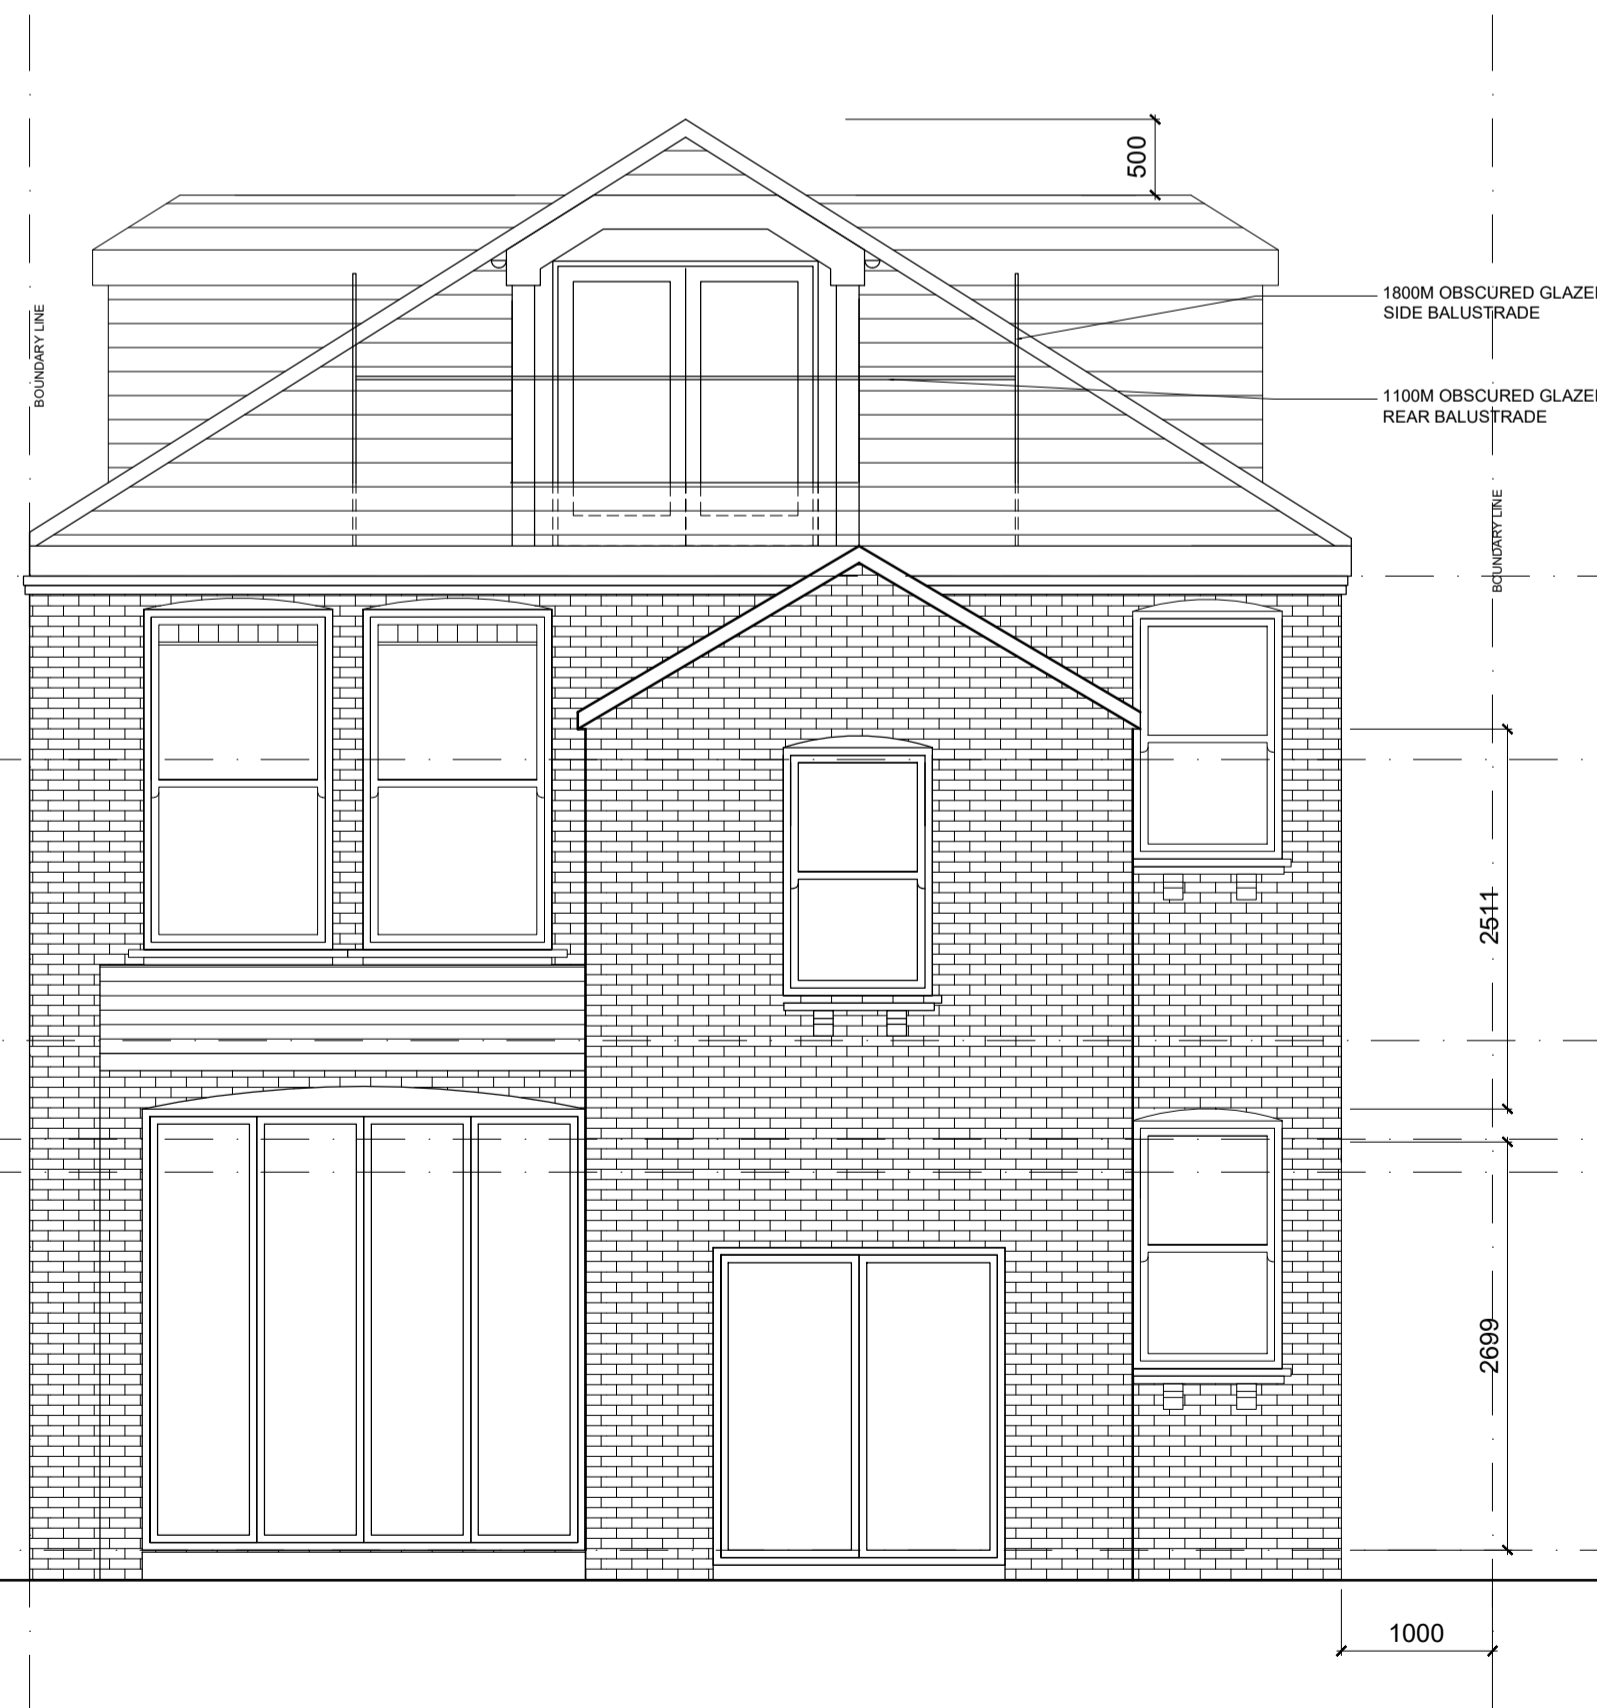 500
1800M OBSCURED GLAZE
SIDE BALUSTRADE
BOUNDARY LINE
1100M OBSCURED GLAZE
REAR BALUSTRADE
BOUNDARY LINE
2511
2699
1000